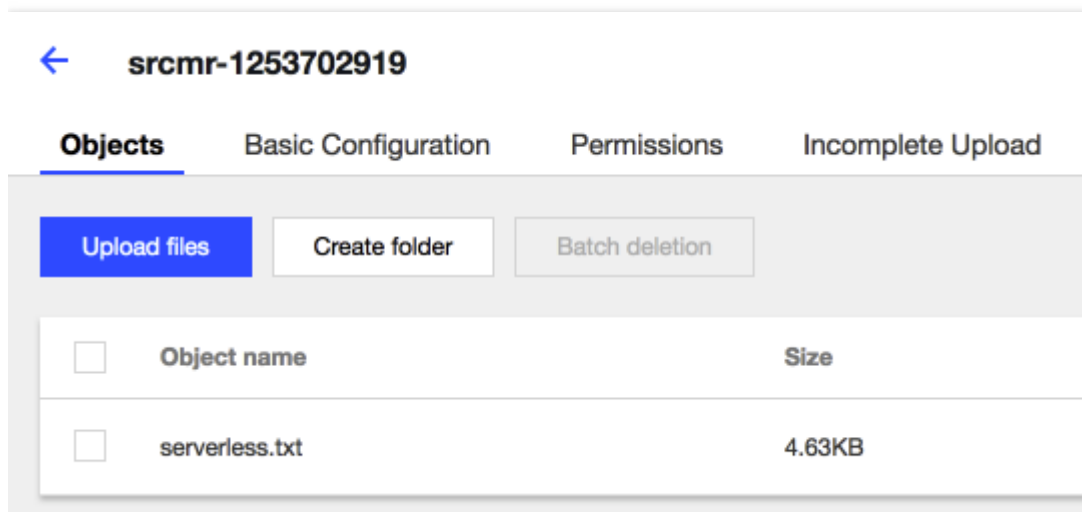 srcmr-1253702919
Objects Basic Configuration Permissions Incomplete Upload
Upload files Create folder Batch deletion
Object name Size
serverless.txt 4.63KB